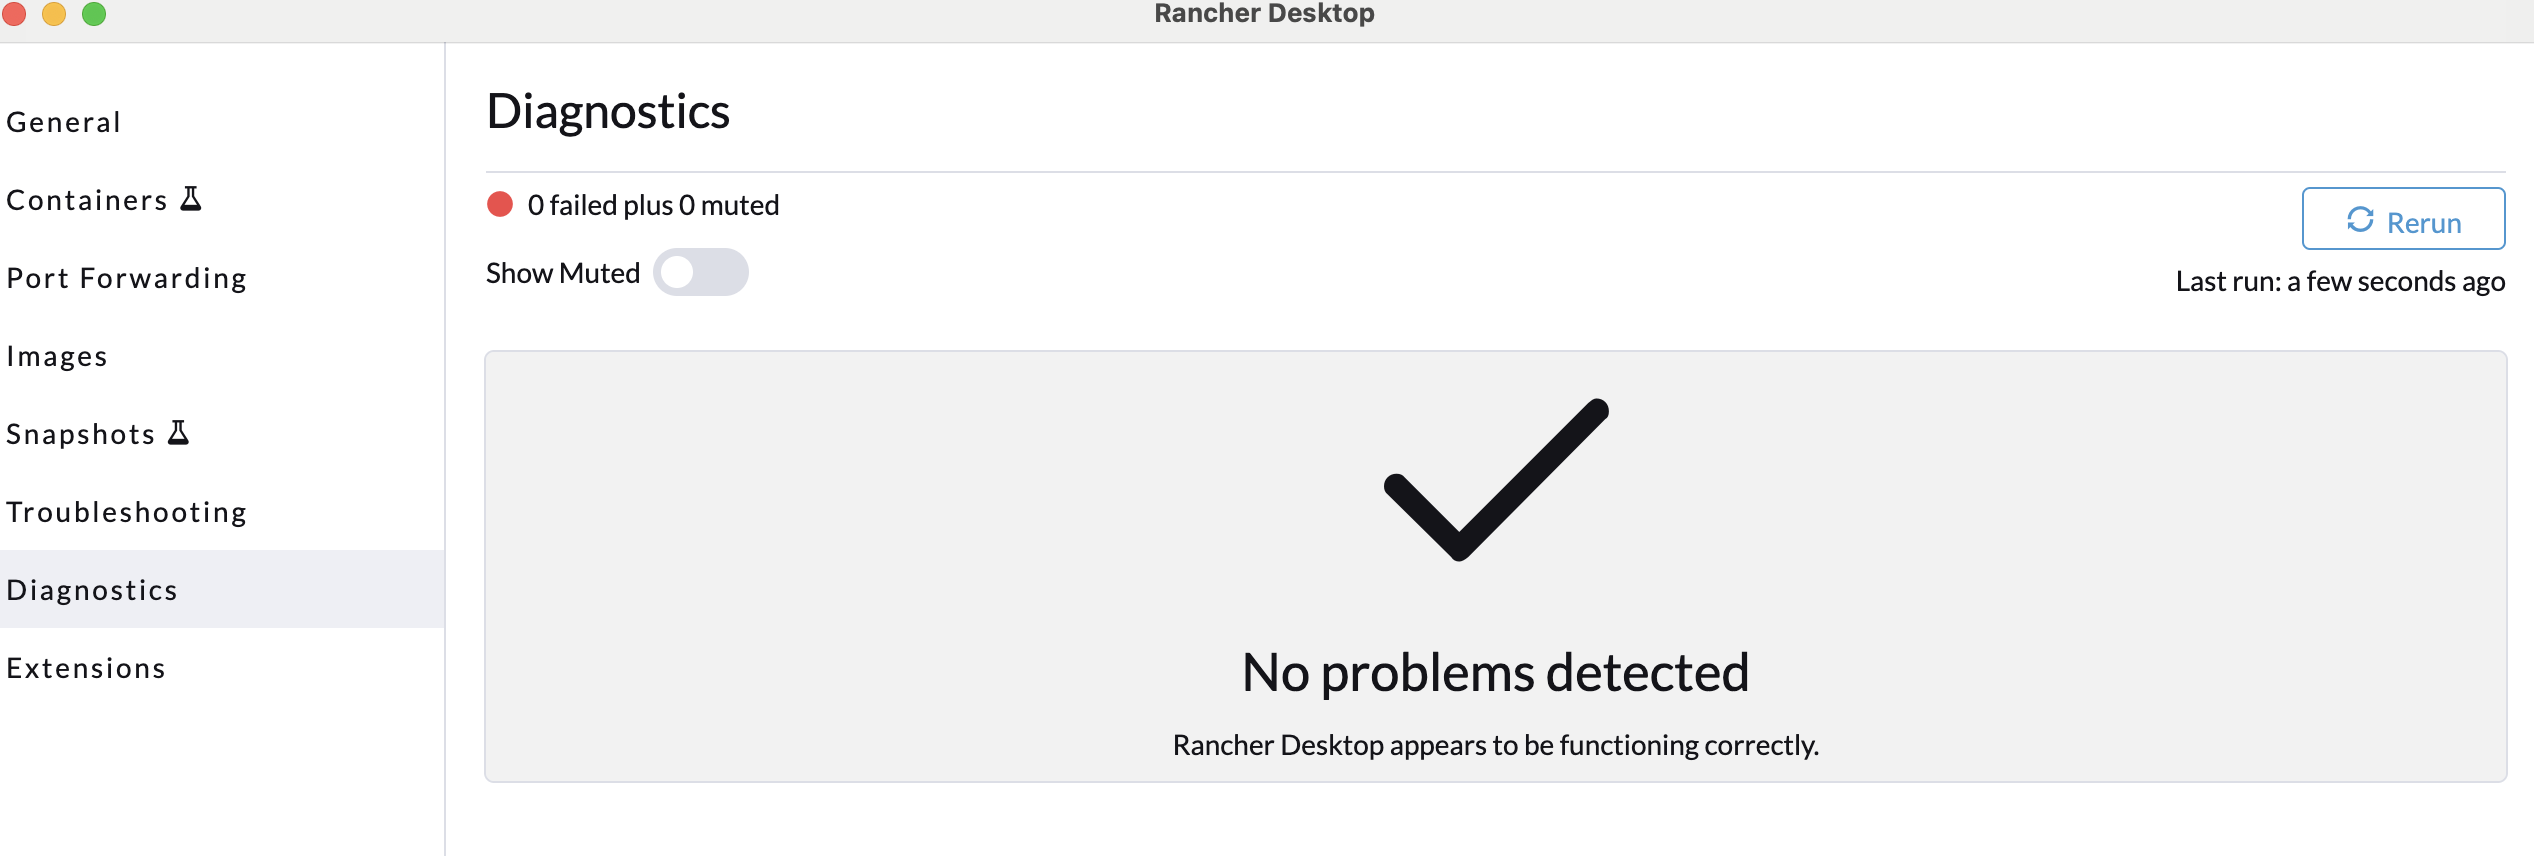 Rancher Desktop
General
Containers
Port Forwarding
Images
Snapshots
Troubleshooting
Diagnostics
Extensions
Diagnostics
0 failed plus 0 muted
Show Muted
Rerun
Last run: a few seconds ago
No problems detected
Rancher Desktop appears to be functioning correctly.